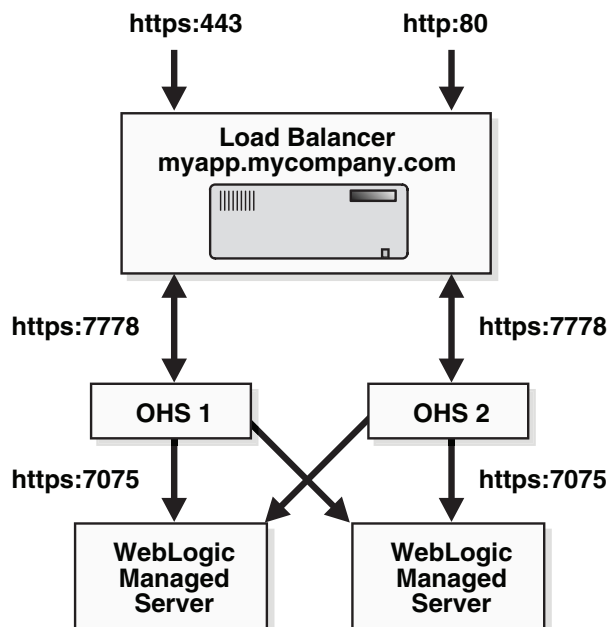 https:443
http:80
Load Balancer
myapp.mycompany.com
https:7778
https:7778
OHS 1
OHS 2
https:7075
https:7075
WebLogic
Managed
Server
WebLogic
Managed
Server